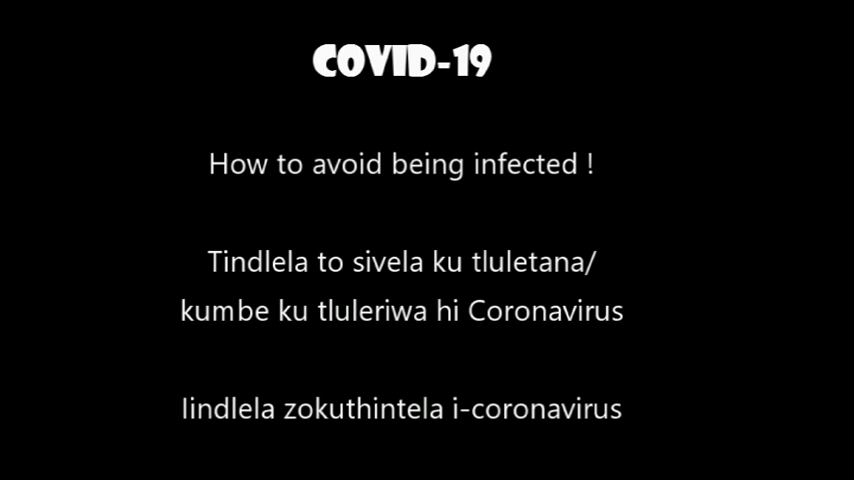 COVID-19
How to avoid being infected !
Tindlela to sivela ku tluletana/
kumbe ku tluleriwa hi Coronavirus
Iindlela zokuthintela i-coronavirus